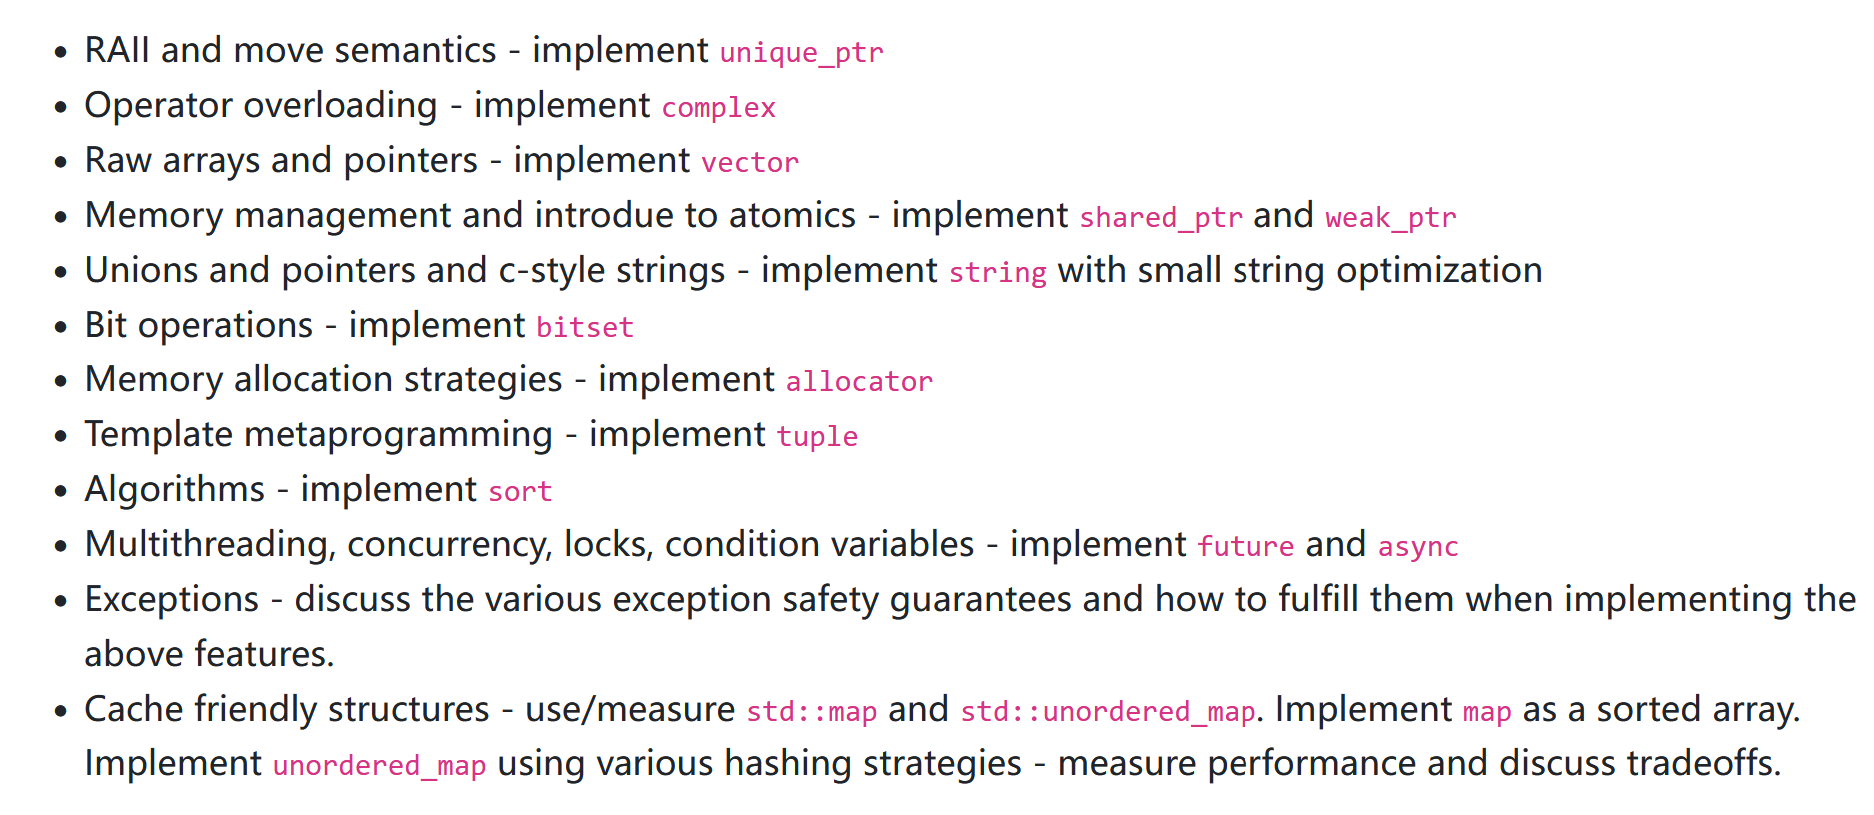 • RAII and move semantics - implement unique_ptr
• Operator overloading - implement complex
• Raw arrays and pointers - implement vector
• Memory management and introdue to atomics - implement shared_ptr and weak_ptr
• Unions and pointers and c-style strings - implement string with small string optimization
• Bit operations - implement bitset
• Memory allocation strategies - implement allocator
• Template metaprogramming - implement tuple
• Algorithms - implement sort
• Multithreading, concurrency, locks, condition variables - implement future and async
• Exceptions - discuss the various exception safety guarantees and how to fulfill them when implementing the
above features.
• Cache friendly structures - use/measure std::map and std::unordered_map. Implement map as a sorted array.
Implement unordered_map using various hashing strategies - measure performance and discuss tradeoffs.